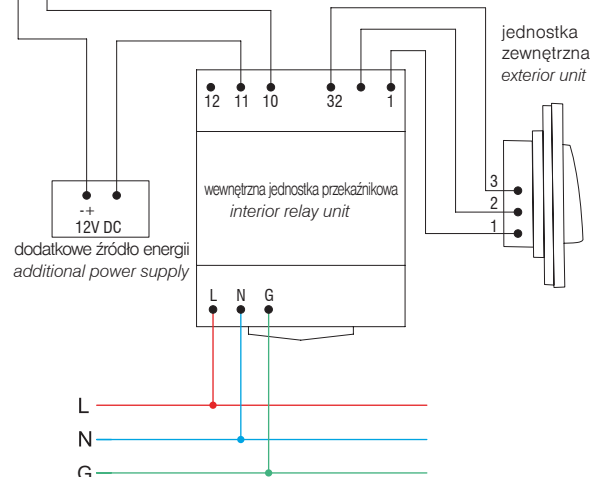 jednostka
zewnętrzna
exterior unit
12 11 10 32 1
3
2
1
wewnętrzna jednostka przekaźnikowa
interior relay unit
-+
12V DC
dodatkowe źródło energii
additional power supply
L N G
L
N
G